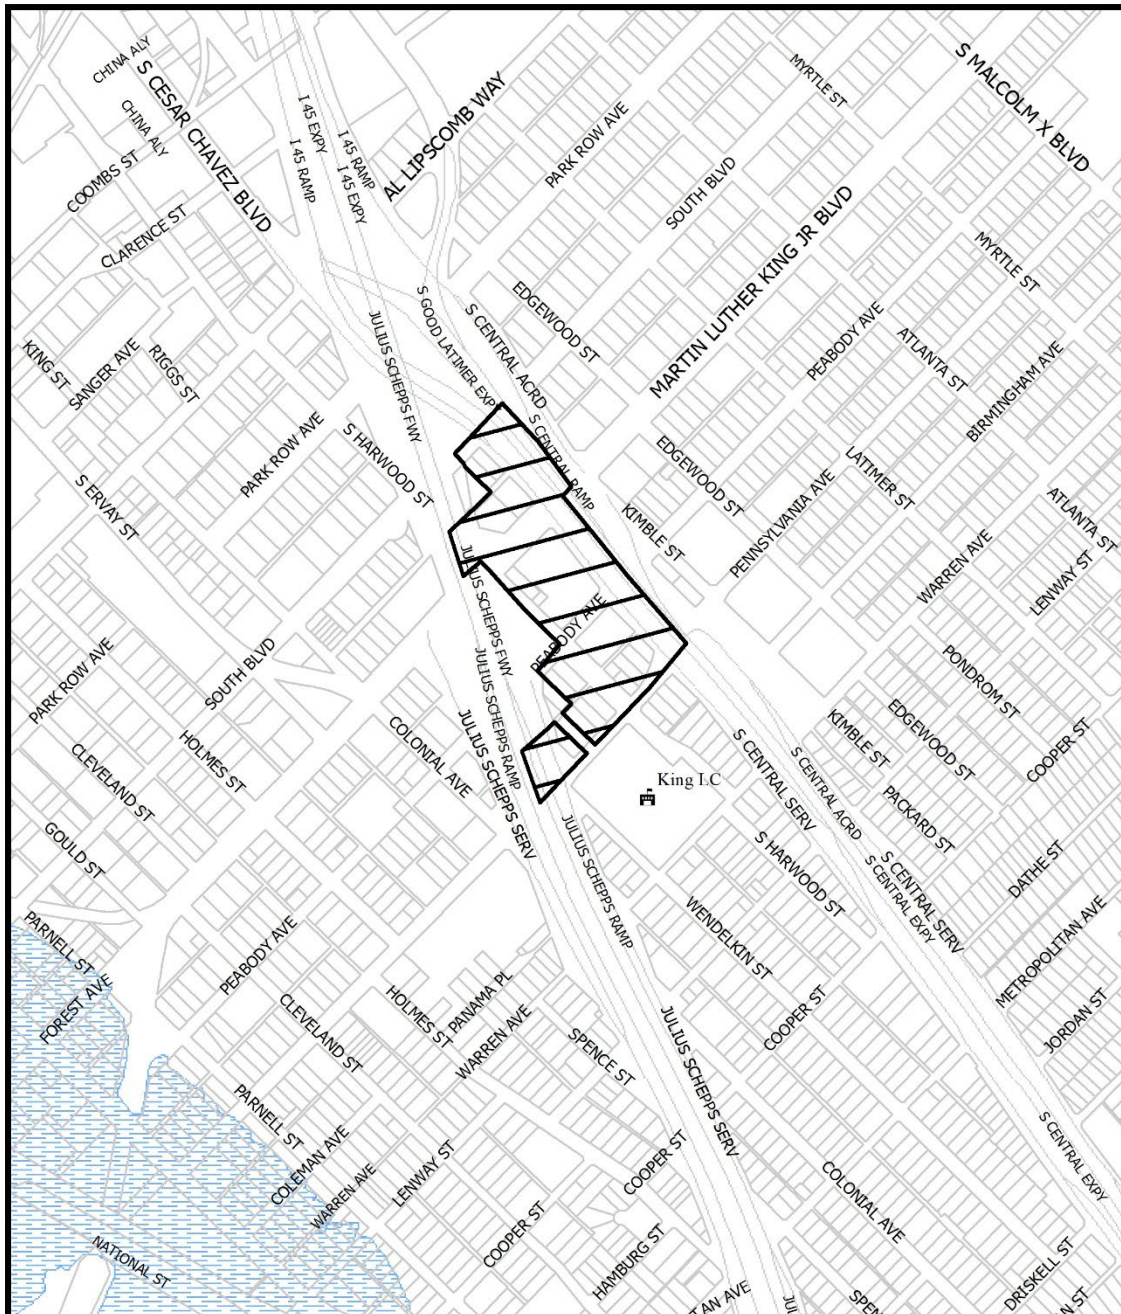 CHINA ALY
S CESAR CHAVEZ BLVD
CHINA ALY
COOMBS ST
CLARENCE ST
I 45 EXPY
I 45 RAMP
I 45 RAMP
I 45 EXPY
AL LIPSCOMB WAY
PARK ROW AVE
SOUTH BLVD
MYRTLE ST
S MALCOLM X BLVD
MARTIN LUTHER KING JR BLVD
MYRTLE ST
EDGEWOOD ST
S GOOD LATIMER EXP
S CENTRAL ACRD
PEABODY AVE
ATLANTA ST
BIRMINGHAM AVE
KING ST
SANGER AVE
RIGGS ST
JULIUS SCHEPPS FWY
PARK ROW AVE
S HARWOOD ST
S ERVAY ST
S CENTRAL RAMP
EDGEWOOD ST
LATIMER ST
PENNSYLVANIA AVE
KIMBLE ST
ATLANTA ST
WARREN AVE
LENWAY ST
JULIUS SCHEPPS FWY
PEABODY AVE
PARK ROW AVE
SOUTH BLVD
JULIUS SCHEPPS RAMP
JULIUS SCHEPPS SERV
COLONIAL AVE
HOLMES ST
CLEVELAND ST
GOULD ST
PONDROM ST
EDGEWOOD ST
KIMBLE ST
COOPER ST
PACKARD ST
King LC
S CENTRAL SERV
S CENTRAL ACRD
S CENTRAL SERV
S CENTRAL EXPY
S HARWOOD ST
DATHE ST
METROPOLITAN AVE
JORDAN ST
JULIUS SCHEPPS RAMP
WENDELKIN ST
COOPER ST
PARNELL ST
FOREST AVE
PEABODY AVE
CLEVELAND ST
HOLMES ST
PANAMA PL
WARREN AVE
SPENCE ST
JULIUS SCHEPPS SERV
PARNELL ST
COLEMAN AVE
WARREN AVE
LENWAY ST
COOPER ST
COOPER ST
HAMBURG ST
COLONIAL AVE
S CENTRAL EXPY
DRISKELL ST
NATIONAL ST
TAN AVE
JUL
SPEN
AN ST